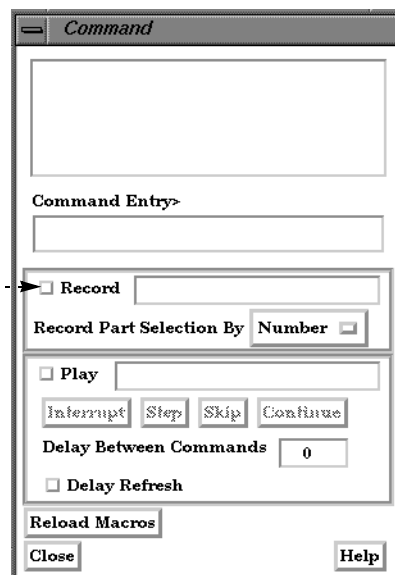 Command
Command Entry>
Record
Record Part Selection By Number
Play
Interrupt Step Skip Continue
Delay Between Commands 0
Delay Refresh
Reload Macros
Close Help